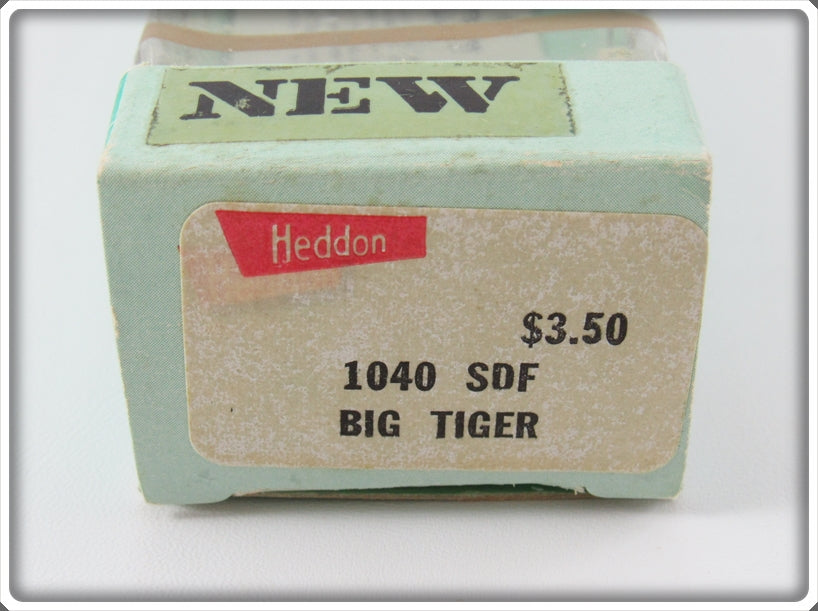 NEW
Heddon
$3.50
1040 SDF
BIG TIGER